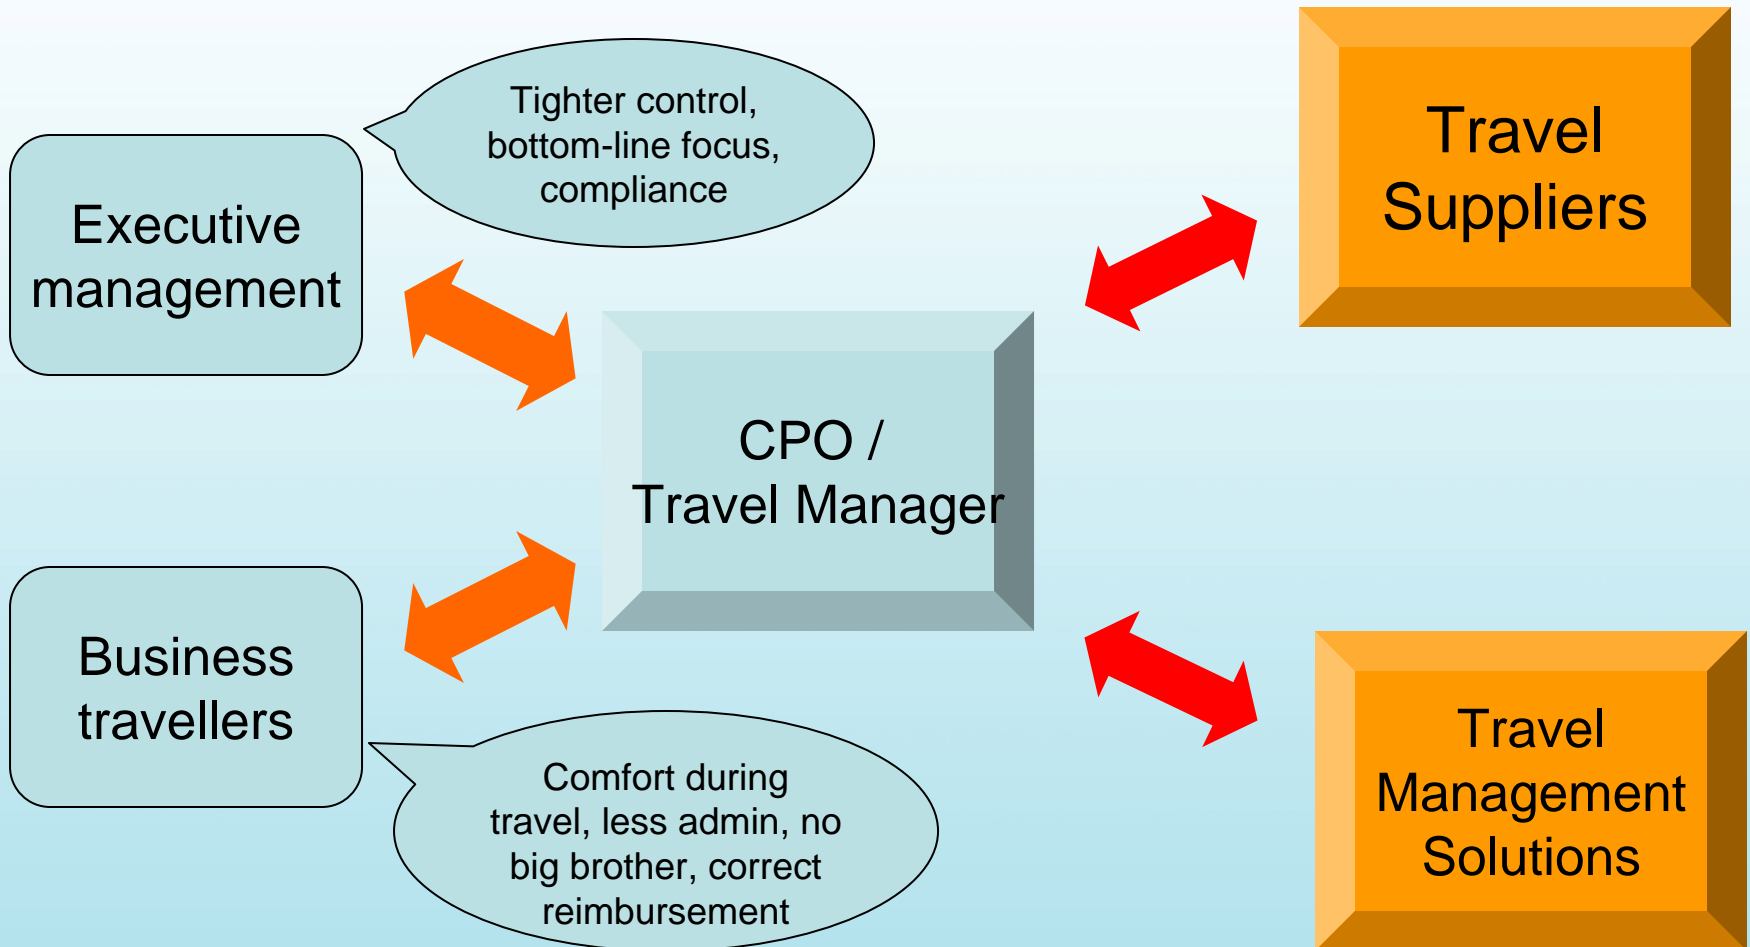 Tighter control,
bottom-line focus,
compliance
Executive
management
Travel
Suppliers
CPO /
Travel Manager
Business
travellers
Comfort during
travel, less admin, no
big brother, correct
reimbursement
Travel
Management
Solutions